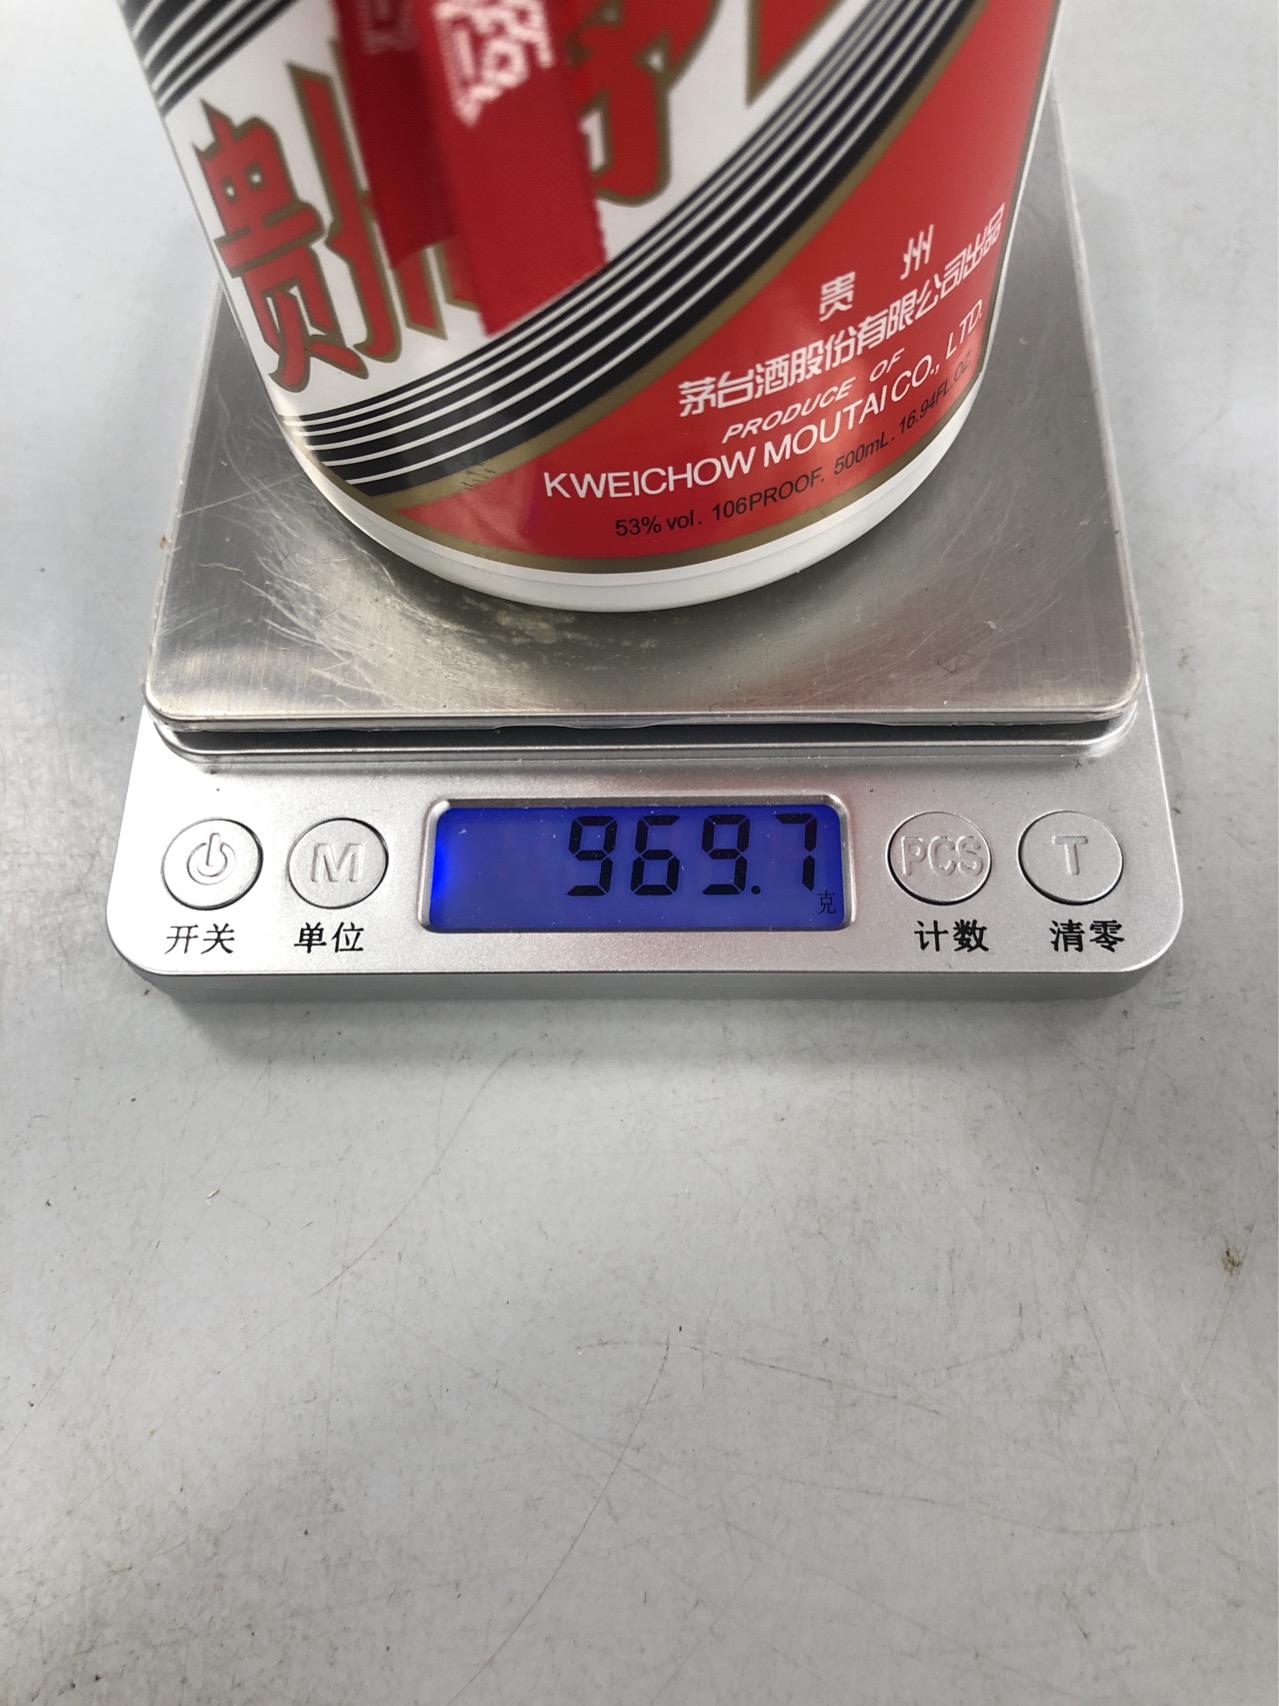 贵州
贵 州
茅台酒股份有限公司出品
PRODUCE OF
KWEICHOW MOUTAI CO., LTD.
53% vol. 106PROOF. 500mL. 16.94FL.OZ
969.7
克
M
PCS
T
开关
单位
计数
清零